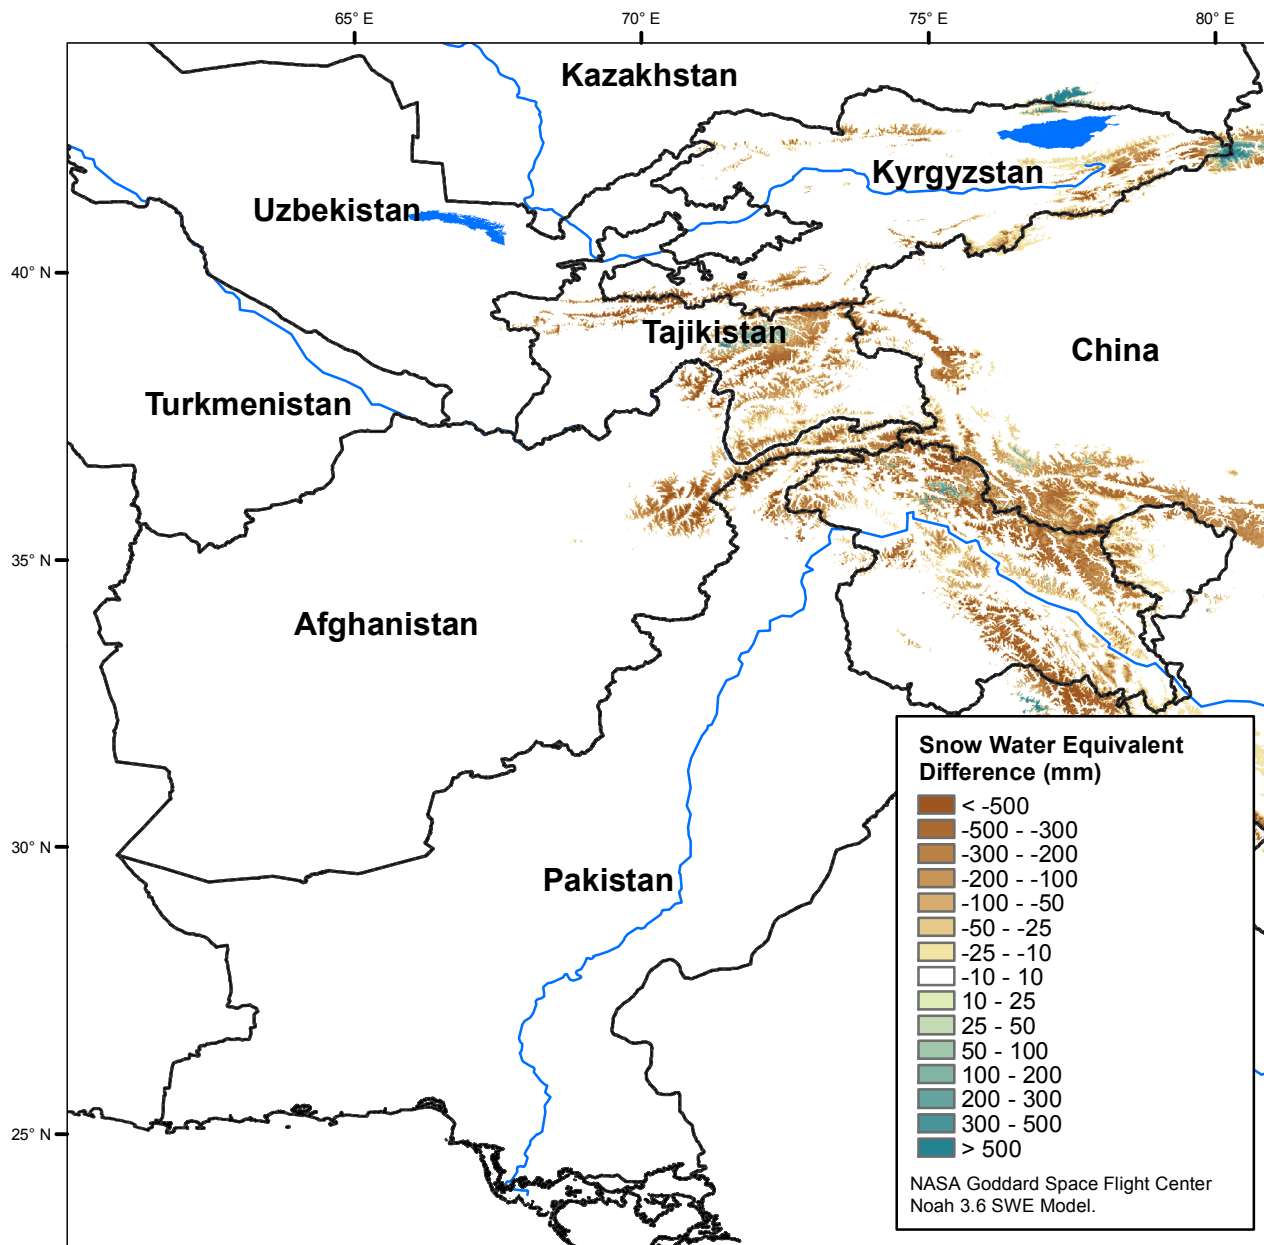 65° E
70° E
75° E
80° E
Kazakhstan
Kyrgyzstan
Uzbekistan
40° N
Tajikistan
China
Turkmenistan
35° N
Afghanistan
Snow Water Equivalent
Difference (mm)
< -500
-500 - -300
-300 - -200
-200 - -100
-100 - -50
-50 - -25
-25 - -10
-10 - 10
10 - 25
25 - 50
50 - 100
100 - 200
200 - 300
300 - 500
> 500
NASA Goddard Space Flight Center
Noah 3.6 SWE Model.
30° N
Pakistan
25° N